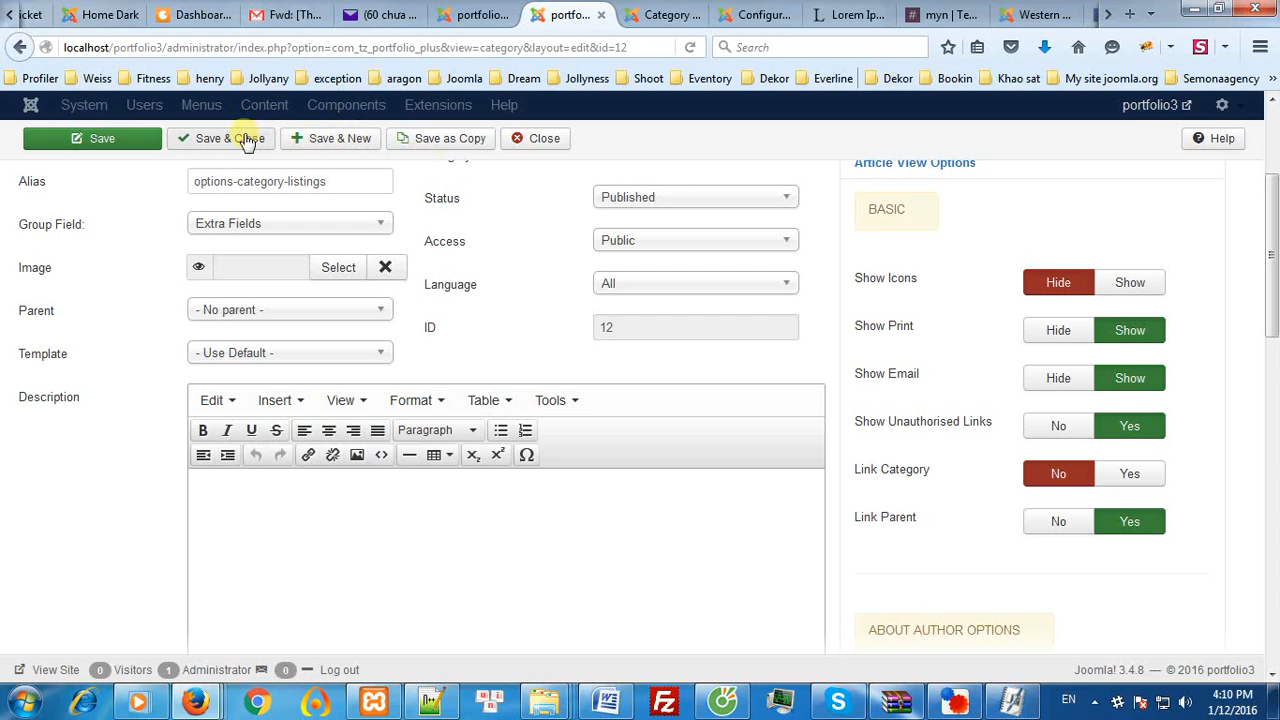 icket Home Dark Dashboar... Fwd: [Th... (60 chua ... portfolio... portfo... Category ... Configur... Lorem Ip... myn | Te... Western ...
localhost/portfolio3/administrator/index.php?option=com_tz_portfolio_plus&view=category&layout=edit&id=12
Search
Profiler Weiss Fitness henry Jollyany exception aragon Joomla Dream Jollyness Shoot Eventory Dekor Everline Dekor Bookin Khao sat My site joomla.org Semonaagency
System Users Menus Content Components Extensions Help portfolio3
Save Save & Close Save & New Save as Copy Close Help
Article View Options
Alias options-category-listings
Status Published
BASIC
Group Field: Extra Fields
Access Public
Image Select
Show Icons Hide Show
Language All
Parent - No parent -
Show Print Hide Show
ID 12
Template - Use Default -
Show Email Hide Show
Description
Edit Insert View Format Table Tools
Show Unauthorised Links No Yes
B I U S Paragraph
Link Category No Yes
Link Parent No Yes
ABOUT AUTHOR OPTIONS
View Site 0 Visitors 1 Administrator 0 Log out Joomla! 3.4.8 — © 2016 portfolio3
EN
4:10 PM
1/12/2016